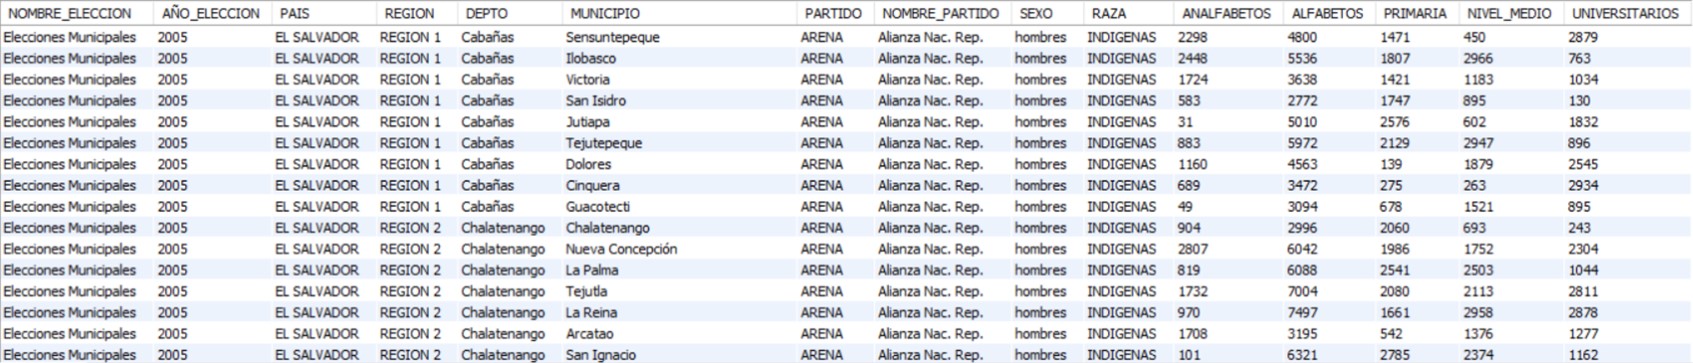 NOMBRE_ELECCION AÑO_ELECCION PAIS REGION DEPTO MUNICIPIO PARTIDO NOMBRE_PARTIDO SEXO RAZA ANALFABETOS ALFABETOS PRIMARIA NIVEL_MEDIO UNIVERSITARIOS
Elecciones Municipales 2005 EL SALVADOR REGION 1 Cabañas Sensuntepeque ARENA Alianza Nac. Rep. hombres INDIGENAS 2298 4800 1471 450 2879
Elecciones Municipales 2005 EL SALVADOR REGION 1 Cabañas Ilobasco ARENA Alianza Nac. Rep. hombres INDIGENAS 2448 5536 1807 2966 763
Elecciones Municipales 2005 EL SALVADOR REGION 1 Cabañas Victoria ARENA Alianza Nac. Rep. hombres INDIGENAS 1724 3638 1421 1183 1034
Elecciones Municipales 2005 EL SALVADOR REGION 1 Cabañas San Isidro ARENA Alianza Nac. Rep. hombres INDIGENAS 583 2772 1747 895 130
Elecciones Municipales 2005 EL SALVADOR REGION 1 Cabañas Jutiapa ARENA Alianza Nac. Rep. hombres INDIGENAS 31 5010 2576 602 1832
Elecciones Municipales 2005 EL SALVADOR REGION 1 Cabañas Tejutepeque ARENA Alianza Nac. Rep. hombres INDIGENAS 883 5972 2129 2947 896
Elecciones Municipales 2005 EL SALVADOR REGION 1 Cabañas Dolores ARENA Alianza Nac. Rep. hombres INDIGENAS 1160 4563 139 1879 2545
Elecciones Municipales 2005 EL SALVADOR REGION 1 Cabañas Cinquera ARENA Alianza Nac. Rep. hombres INDIGENAS 689 3472 275 263 2934
Elecciones Municipales 2005 EL SALVADOR REGION 1 Cabañas Guacotecti ARENA Alianza Nac. Rep. hombres INDIGENAS 49 3094 678 1521 895
Elecciones Municipales 2005 EL SALVADOR REGION 2 Chalatenango Chalatenango ARENA Alianza Nac. Rep. hombres INDIGENAS 904 2996 2060 693 243
Elecciones Municipales 2005 EL SALVADOR REGION 2 Chalatenango Nueva Concepción ARENA Alianza Nac. Rep. hombres INDIGENAS 2807 6042 1986 1752 2304
Elecciones Municipales 2005 EL SALVADOR REGION 2 Chalatenango La Palma ARENA Alianza Nac. Rep. hombres INDIGENAS 819 6088 2541 2503 1044
Elecciones Municipales 2005 EL SALVADOR REGION 2 Chalatenango Tejutla ARENA Alianza Nac. Rep. hombres INDIGENAS 1732 7004 2080 2113 2811
Elecciones Municipales 2005 EL SALVADOR REGION 2 Chalatenango La Reina ARENA Alianza Nac. Rep. hombres INDIGENAS 970 7497 1661 2958 2878
Elecciones Municipales 2005 EL SALVADOR REGION 2 Chalatenango Arcatao ARENA Alianza Nac. Rep. hombres INDIGENAS 1708 3195 542 1376 1277
Elecciones Municipales 2005 EL SALVADOR REGION 2 Chalatenango San Ignacio ARENA Alianza Nac. Rep. hombres INDIGENAS 101 6321 2785 2374 1162